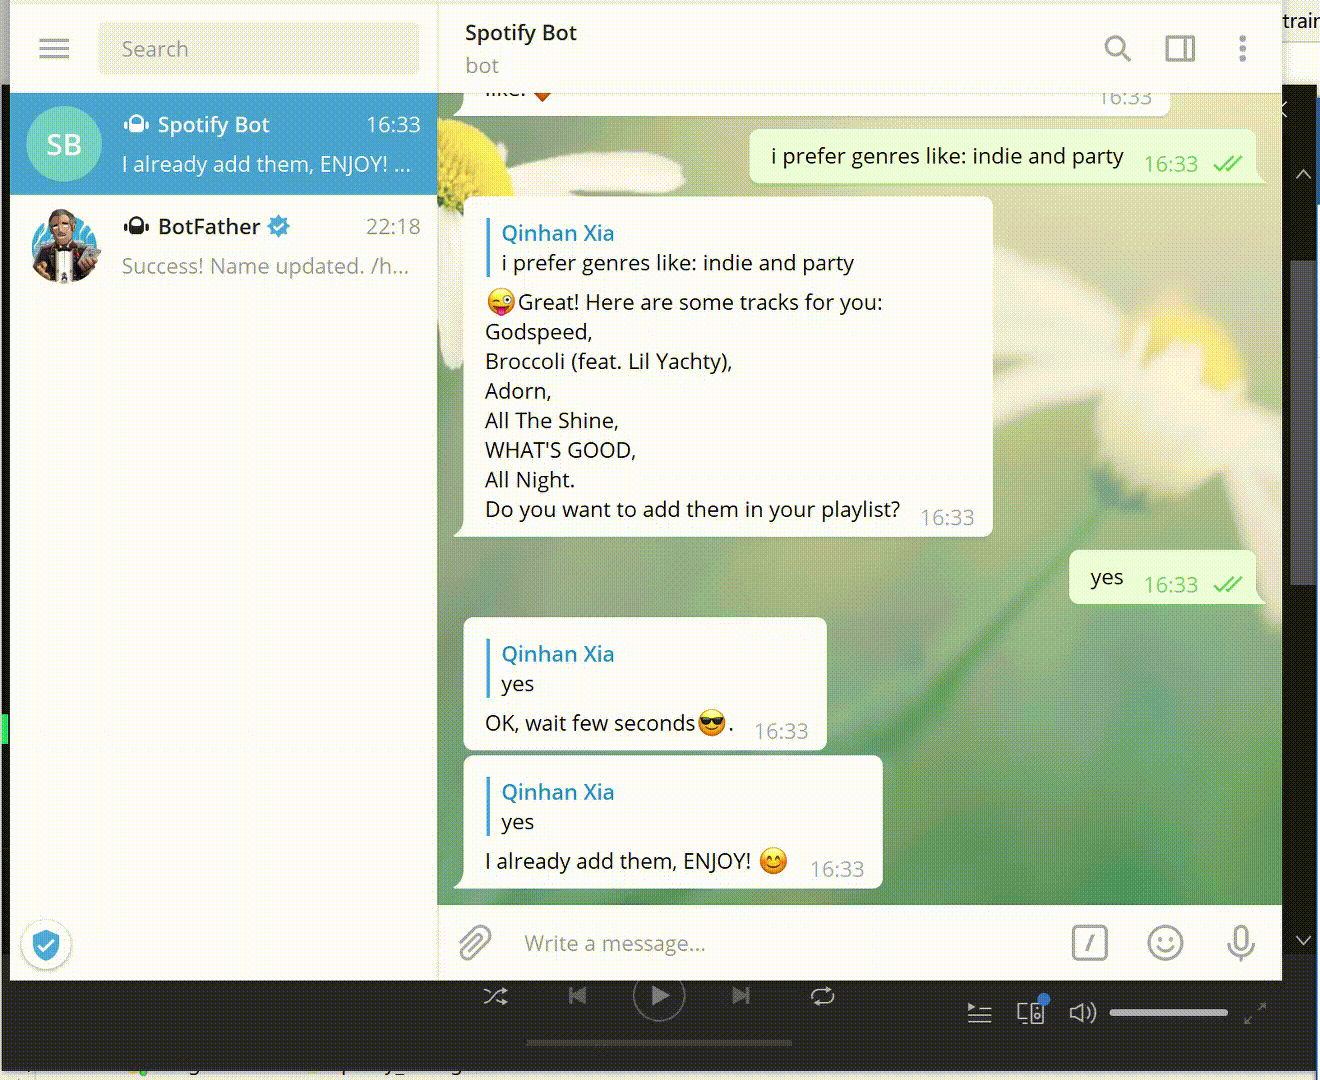 Search
Spotify Bot
bot
SB
Spotify Bot 16:33
I already add them, ENJOY! ...
BotFather 22:18
Success! Name updated. /h...
like: 16:33
i prefer genres like: indie and party 16:33
Qinhan Xia
i prefer genres like: indie and party
😜Great! Here are some tracks for you:
Godspeed,
Broccoli (feat. Lil Yachty),
Adorn,
All The Shine,
WHAT'S GOOD,
All Night.
Do you want to add them in your playlist? 16:33
yes 16:33
Qinhan Xia
yes
OK, wait few seconds😎. 16:33
Qinhan Xia
yes
I already add them, ENJOY! 😊 16:33
Write a message...